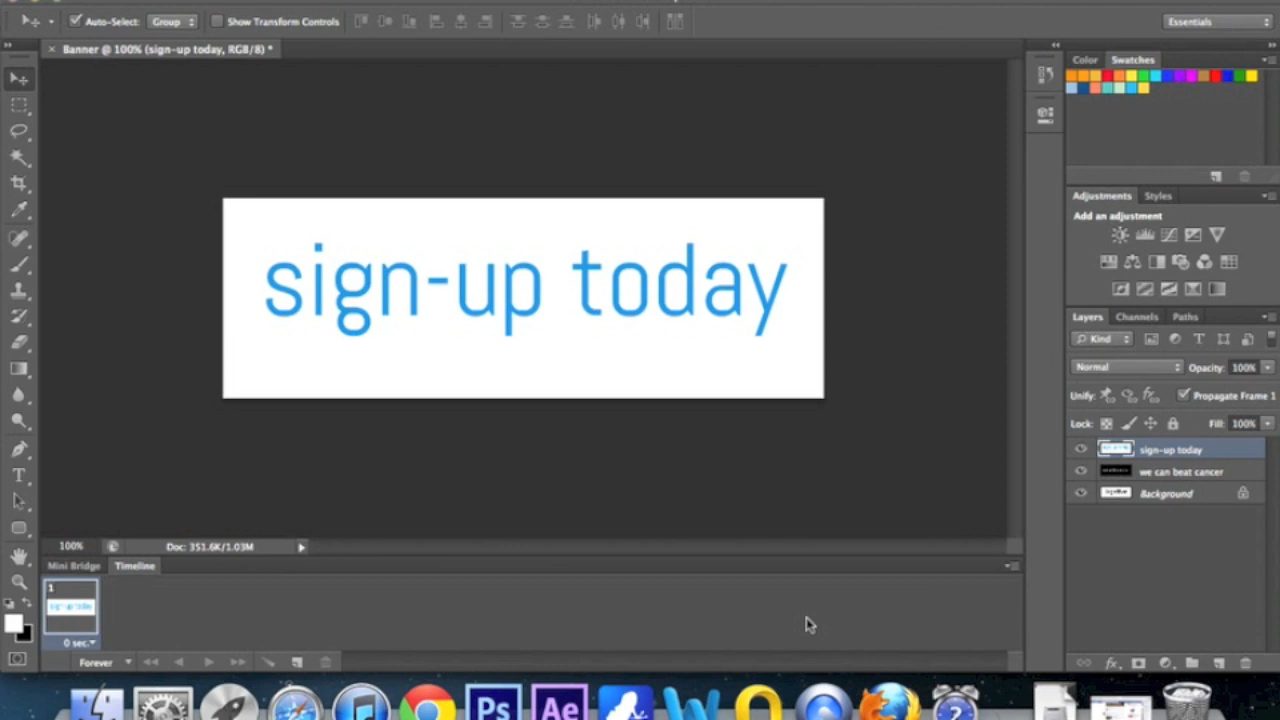 Auto-Select: Group Show Transform Controls Essentials
Banner @ 100% (sign-up today, RGB/8) *
Color Swatches
sign-up today
Adjustments Styles
Add an adjustment
Layers Channels Paths
Kind
Normal Opacity: 100%
Unify: Propagate Frame 1
Lock: Fill: 100%
sign-up today
we can beat cancer
Background
100% Doc: 351.6K/1.03M
Mini Bridge Timeline
1
sign-up today
0 sec.
Forever
Ps Ae